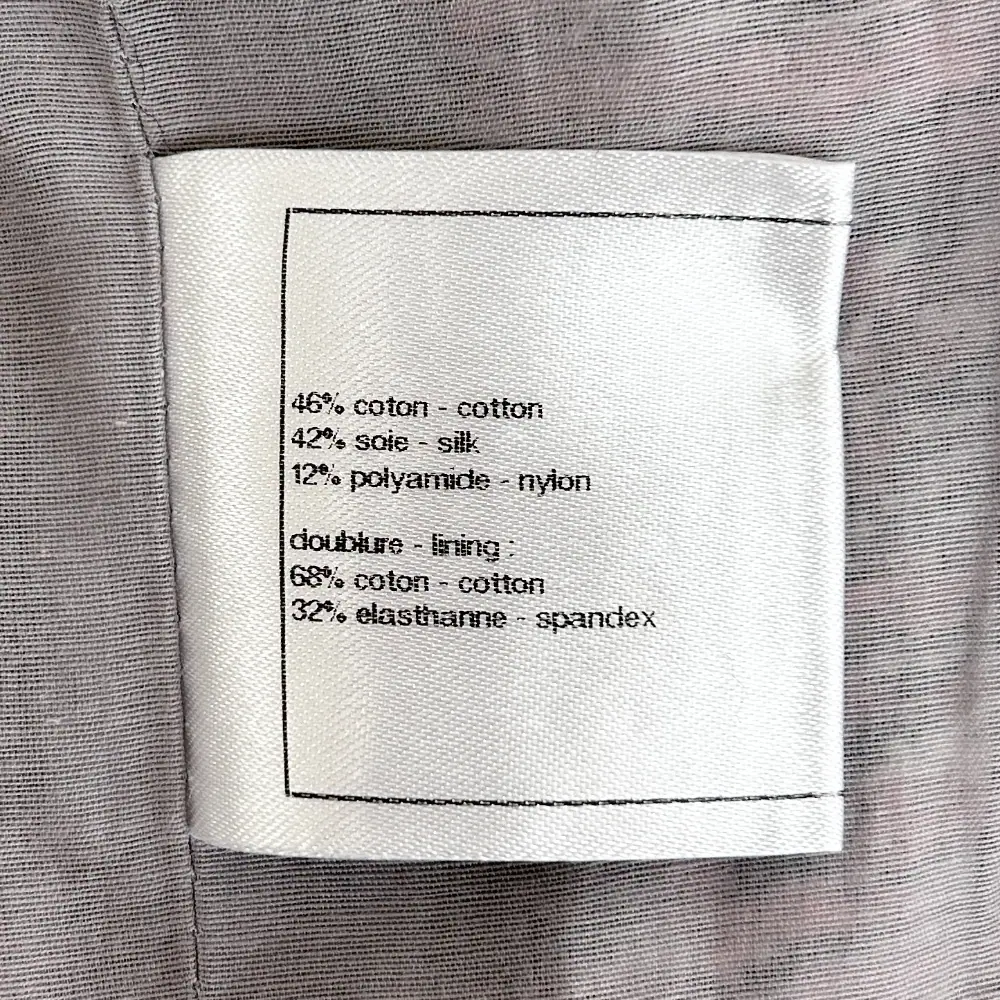 46% coton - cotton
42% soie - silk
12% polyamide - nylon
doublure - lining :
68% coton - cotton
32% elasthanne - spandex